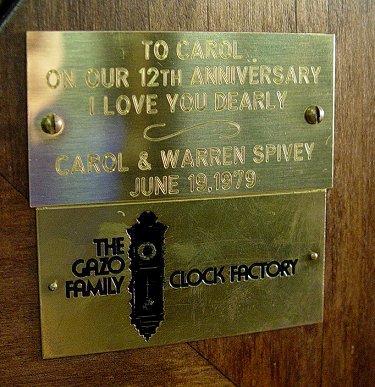 TO CAROL
ON OUR 12TH ANNIVERSARY
I LOVE YOU DEARLY
CAROL & WARREN SPIVEY
JUNE 19, 1979
THE
GAZO
FAMILY
CLOCK FACTORY